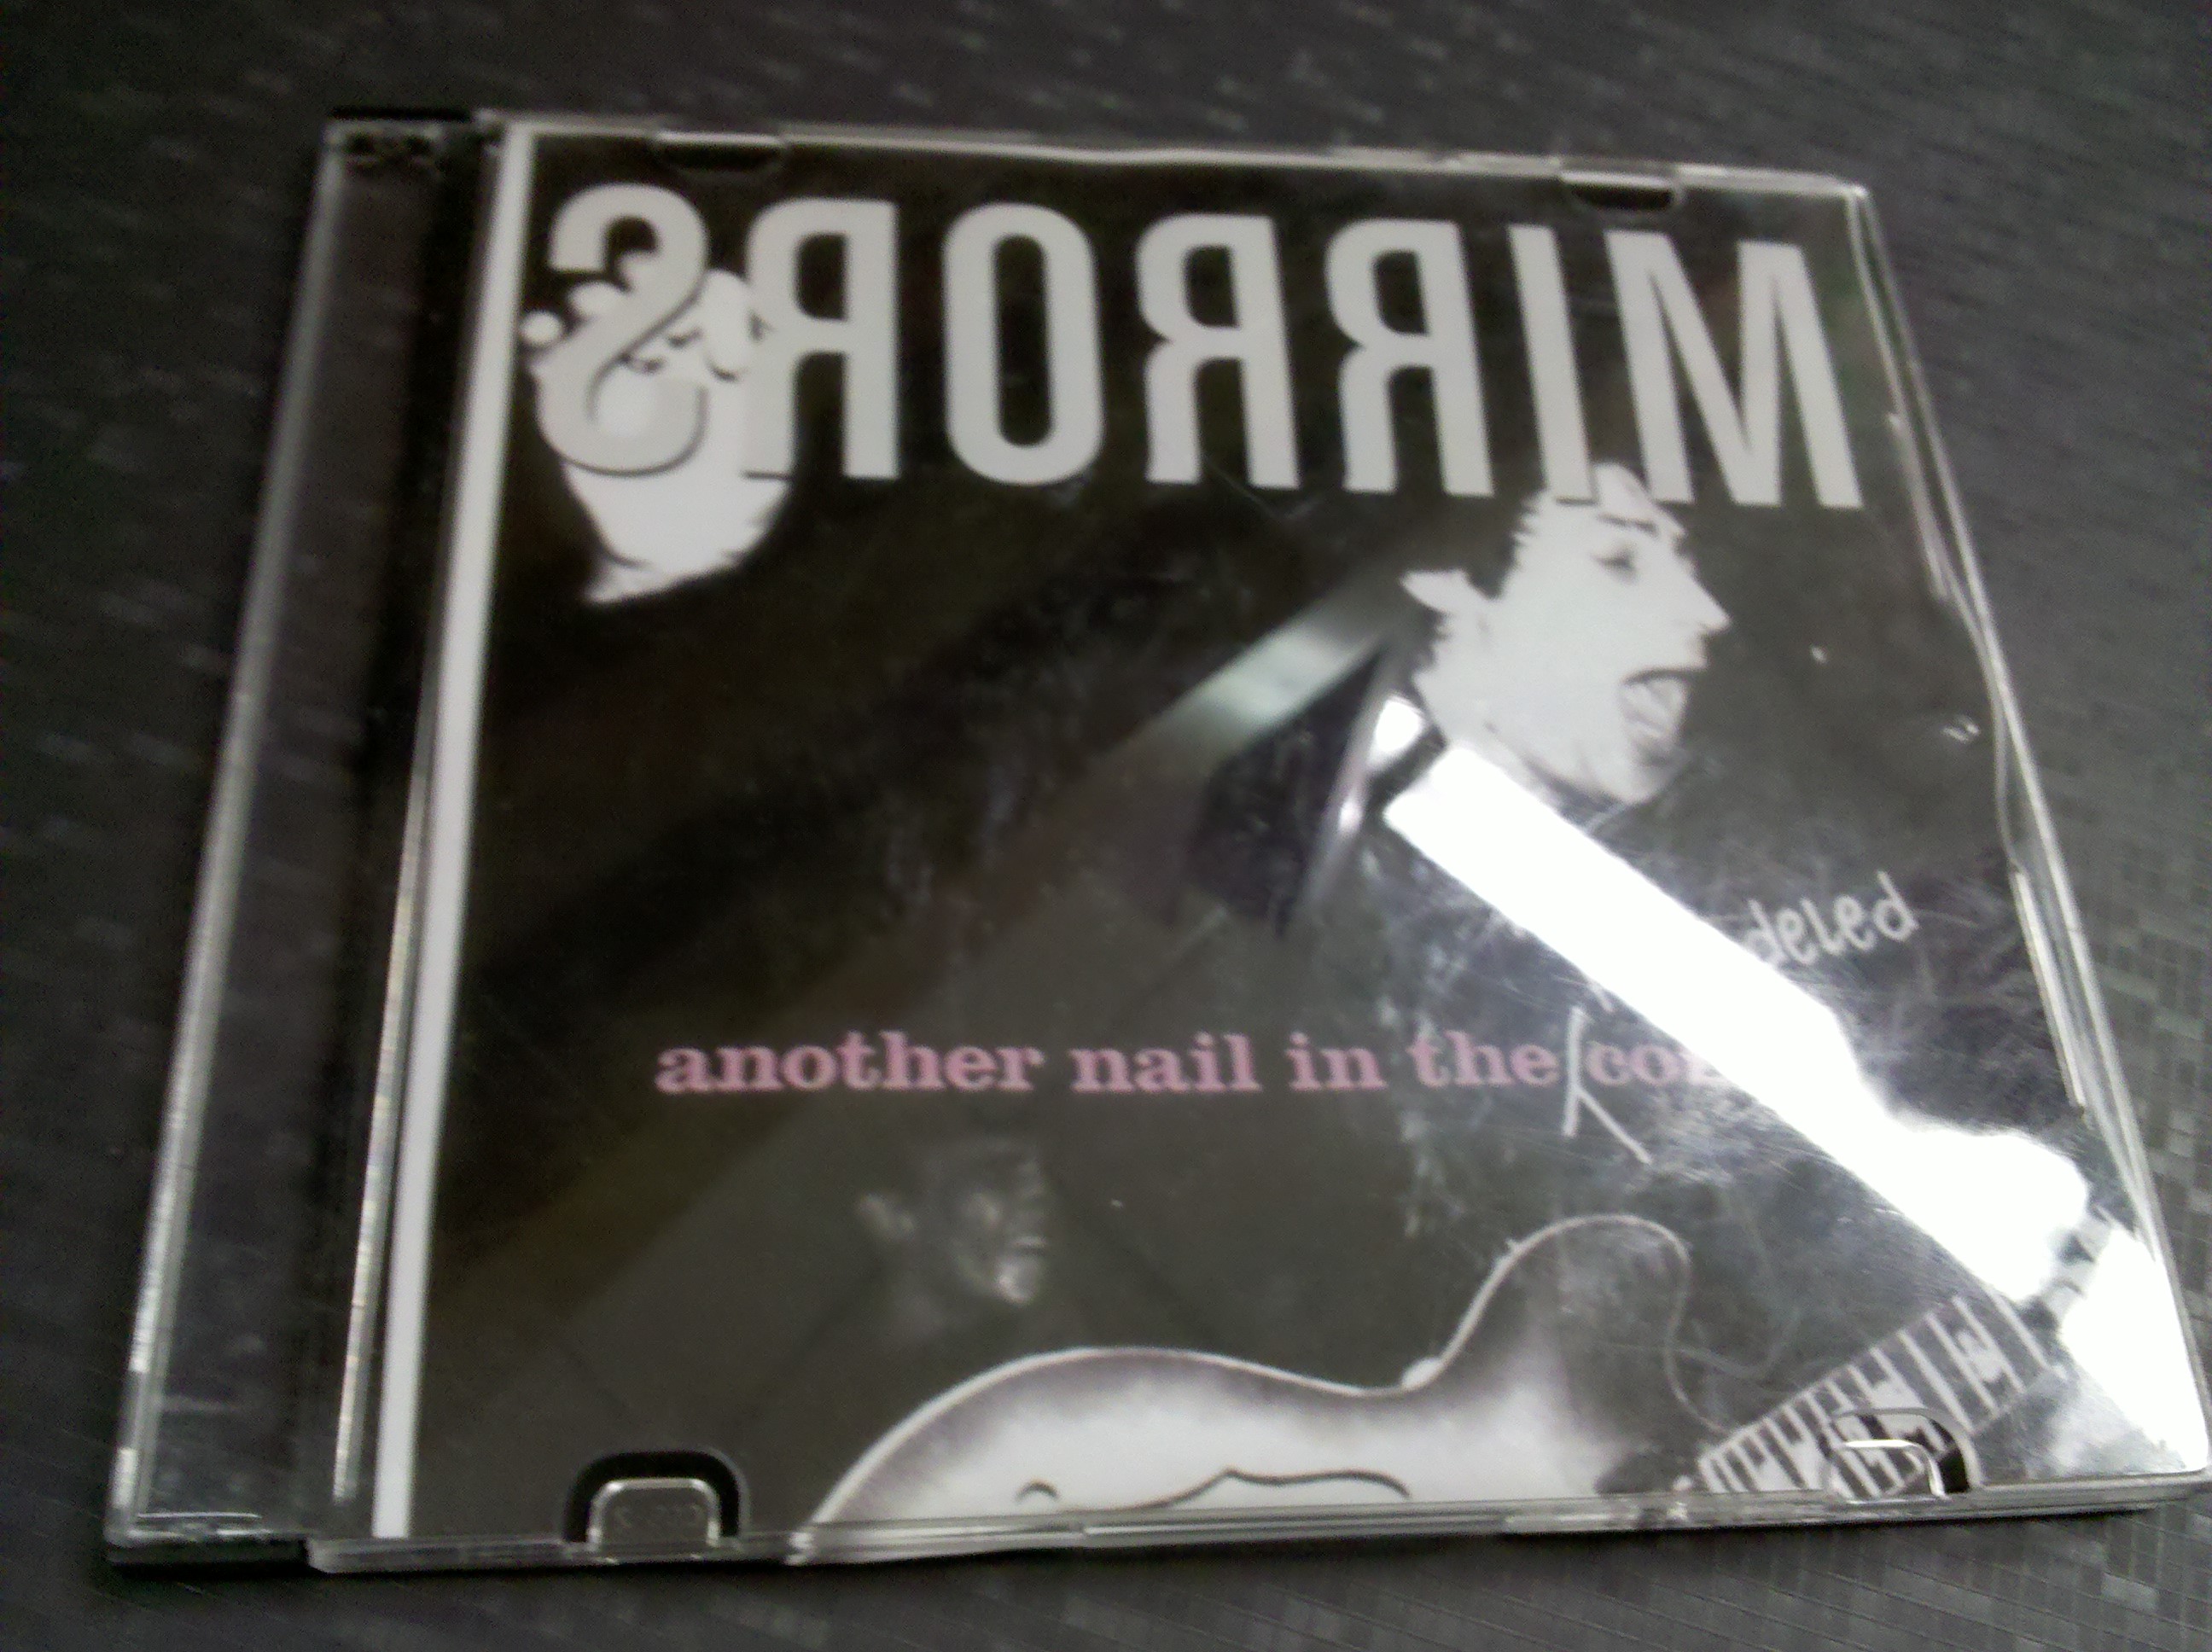 MIRRORS
deled
another nail in the